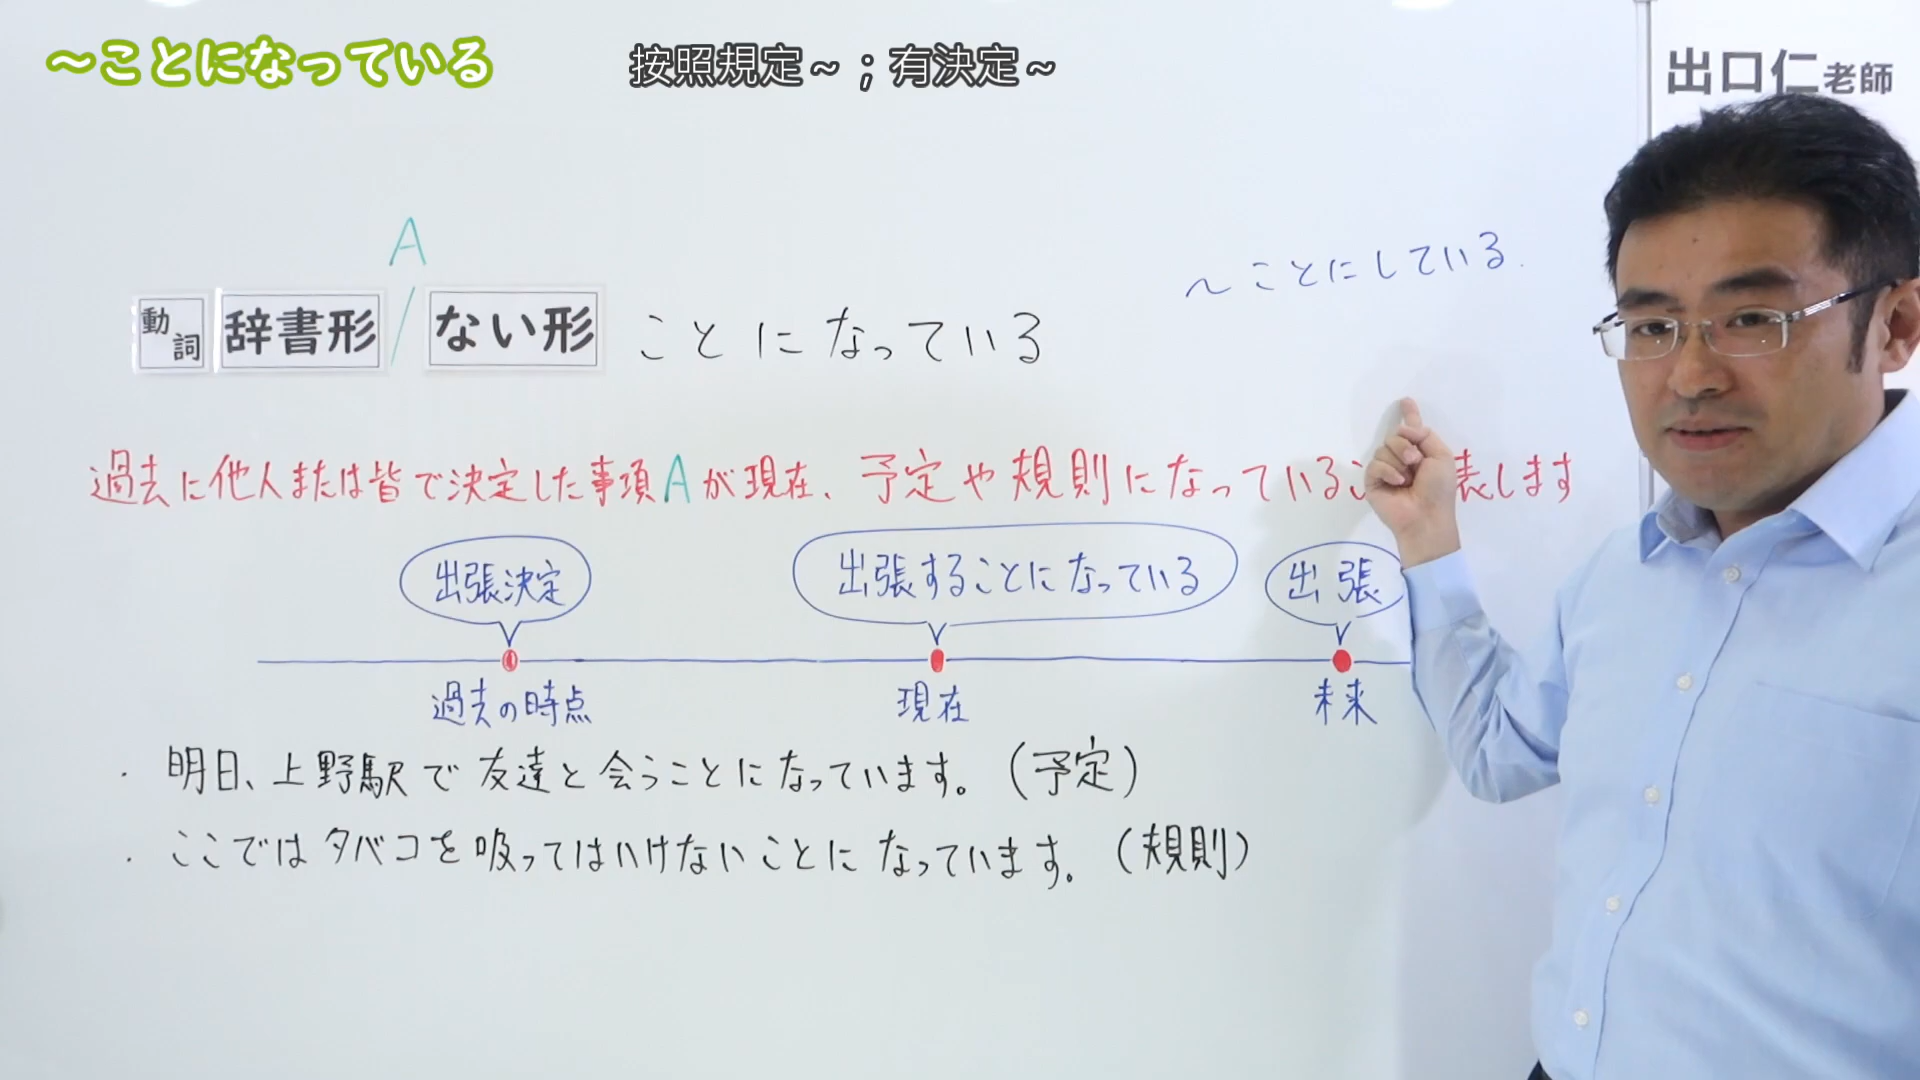 ~ことになっている
按照規定~;有決定~
出口仁老師
A
動詞 辞書形 / ない形 ことになっている
~ことにしている.
過去に他人または皆で決定した事項Aが現在、予定や規則になっているこ 表します
出張決定
出張することになっている
出張
過去の時点
現在
未来
・明日、上野駅で友達と会うことになっています。(予定)
・ここではタバコを吸ってはいけないことになっています。(規則)